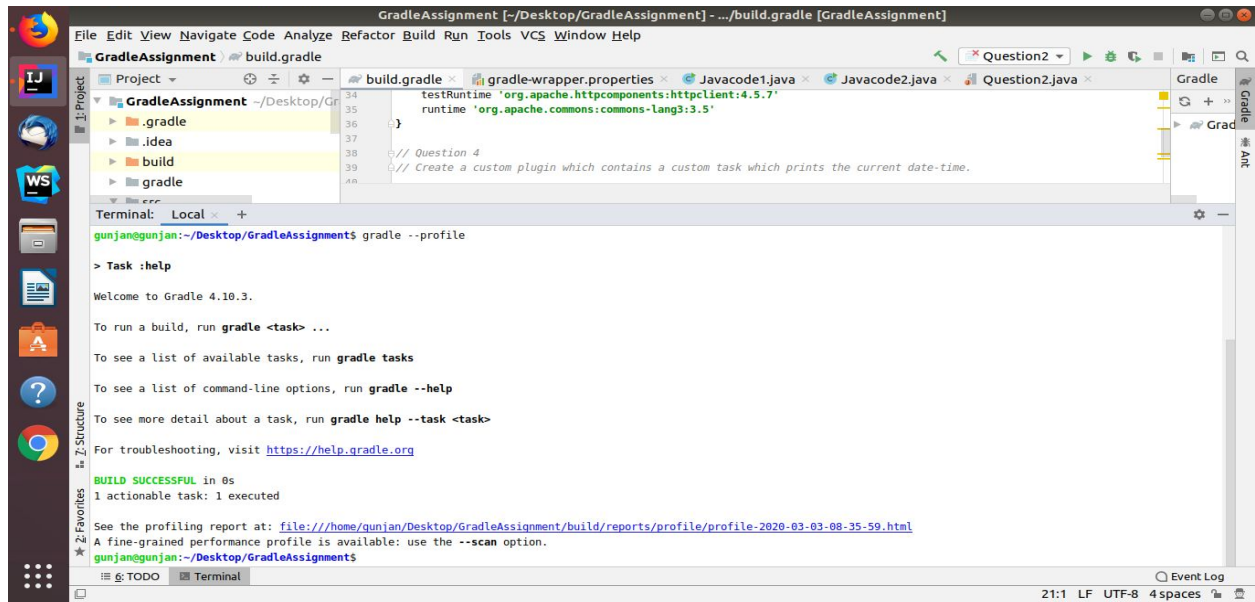 GradleAssignment [~/Desktop/GradleAssignment] - .../build.gradle [GradleAssignment]
File Edit View Navigate Code Analyze Refactor Build Run Tools VCS Window Help
GradleAssignment build.gradle Question2
Project build.gradle gradle-wrapper.properties Javacode1.java Javacode2.java Question2.java Gradle
1: Project
GradleAssignment ~/Desktop/Gr
.gradle
.idea
build
gradle
src
34 testRuntime 'org.apache.httpcomponents:httpclient:4.5.7'
35 runtime 'org.apache.commons:commons-lang3:3.5'
36 }
37
38 // Question 4
39 // Create a custom plugin which contains a custom task which prints the current date-time.
40
Grad
Gradle
Ant
IJ
WS
Terminal: Local +
gunjan@gunjan:~/Desktop/GradleAssignment$ gradle --profile
> Task :help
Welcome to Gradle 4.10.3.
To run a build, run gradle <task> ...
To see a list of available tasks, run gradle tasks
To see a list of command-line options, run gradle --help
To see more detail about a task, run gradle help --task <task>
For troubleshooting, visit https://help.gradle.org
BUILD SUCCESSFUL in 0s
1 actionable task: 1 executed
See the profiling report at: file:///home/gunjan/Desktop/GradleAssignment/build/reports/profile/profile-2020-03-03-08-35-59.html
A fine-grained performance profile is available: use the --scan option.
gunjan@gunjan:~/Desktop/GradleAssignment$
7: Structure
2: Favorites
6: TODO Terminal Event Log
21:1 LF UTF-8 4 spaces